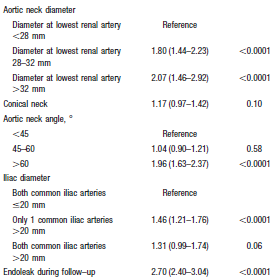 Aortic neck diameter
Diameter at lowest renal artery Reference
<28 mm
Diameter at lowest renal artery 1.80 (1.44–2.23) <0.0001
28–32 mm
Diameter at lowest renal artery 2.07 (1.46–2.92) <0.0001
>32 mm
Conical neck 1.17 (0.97–1.42) 0.10
Aortic neck angle, °
<45 Reference
45–60 1.04 (0.90–1.21) 0.58
>60 1.96 (1.63–2.37) <0.0001
Iliac diameter
Both common iliac arteries Reference
≤20 mm
Only 1 common iliac arteries 1.46 (1.21–1.76) <0.0001
>20 mm
Both common iliac arteries 1.31 (0.99–1.74) 0.06
>20 mm
Endoleak during follow–up 2.70 (2.40–3.04) <0.0001